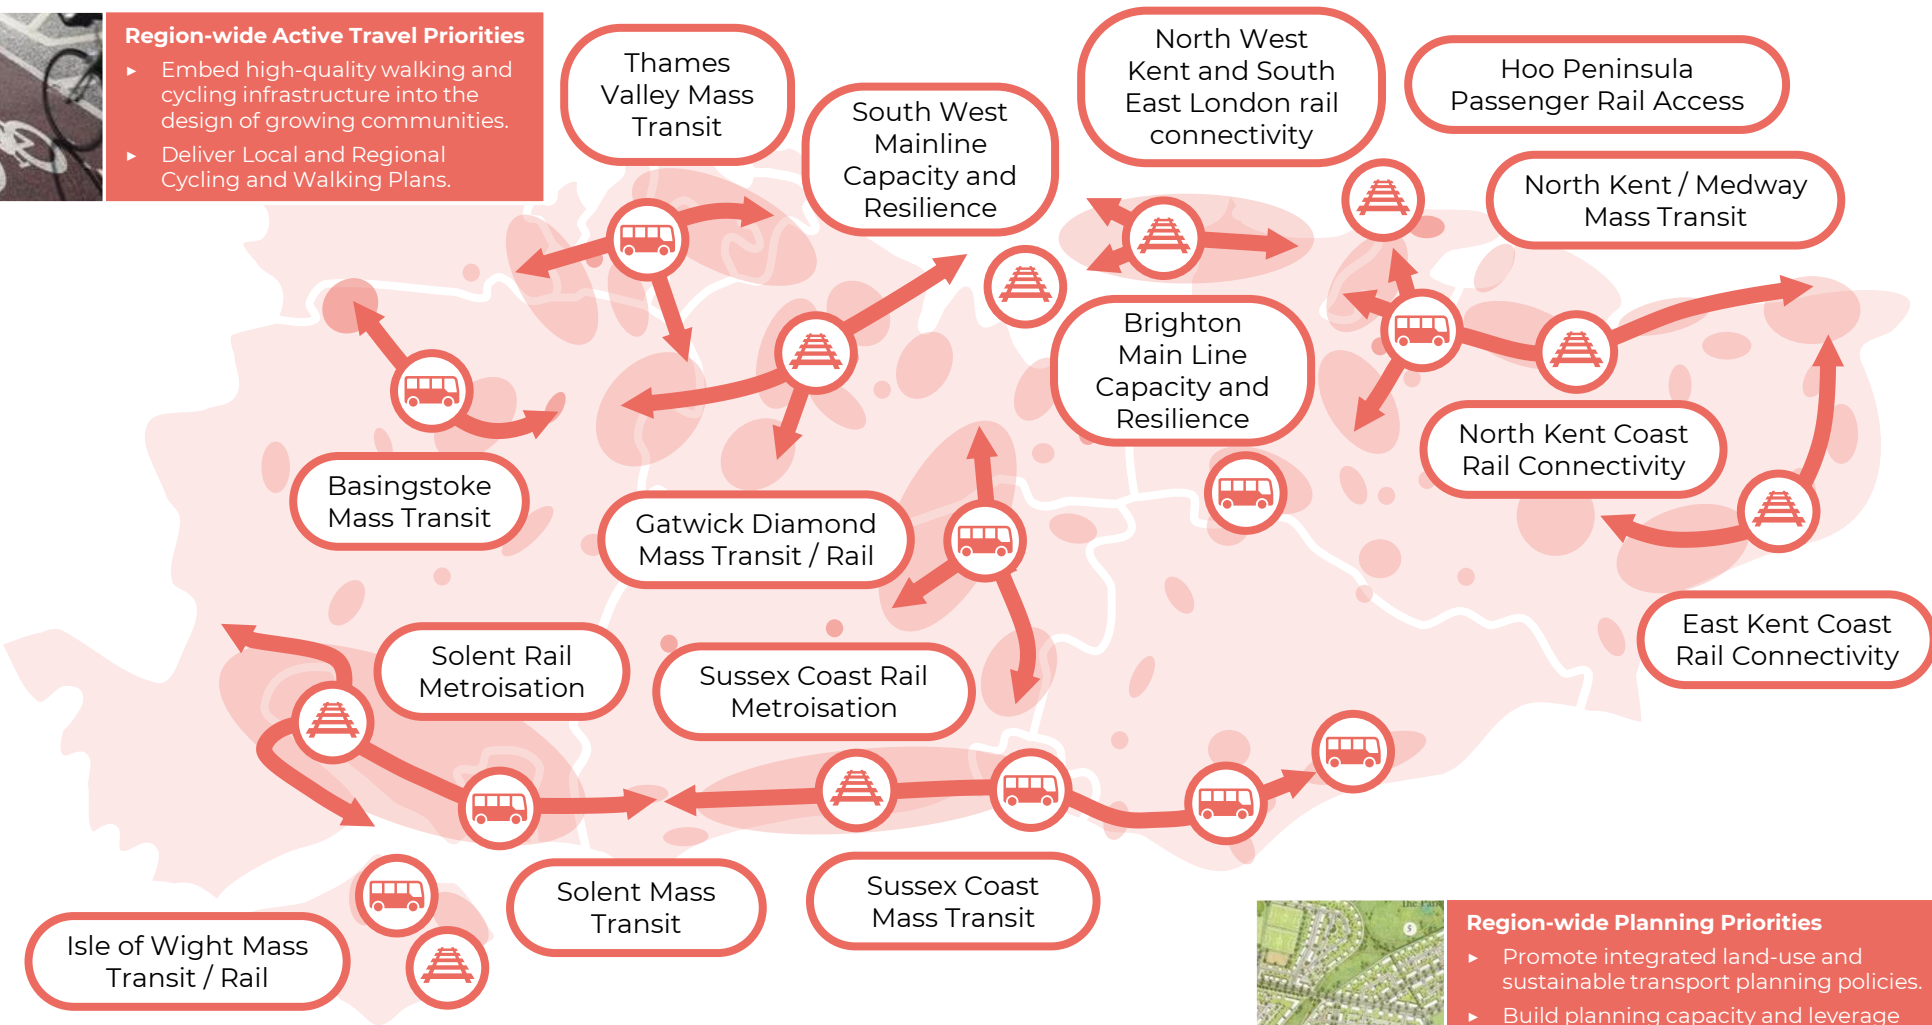 Region-wide Active Travel Priorities
► Embed high-quality walking and
cycling infrastructure into the
design of growing communities.
► Deliver Local and Regional
Cycling and Walking Plans.
Thames
Valley Mass
Transit
South West
Mainline
Capacity and
Resilience
North West
Kent and South
East London rail
connectivity
Hoo Peninsula
Passenger Rail Access
North Kent / Medway
Mass Transit
Brighton
Main Line
Capacity and
Resilience
Basingstoke
Mass Transit
Gatwick Diamond
Mass Transit / Rail
North Kent Coast
Rail Connectivity
East Kent Coast
Rail Connectivity
Solent Rail
Metroisation
Sussex Coast Rail
Metroisation
Solent Mass
Transit
Sussex Coast
Mass Transit
Isle of Wight Mass
Transit / Rail
The Park
$
Region-wide Planning Priorities
► Promote integrated land-use and
sustainable transport planning policies.
► Build planning capacity and leverage